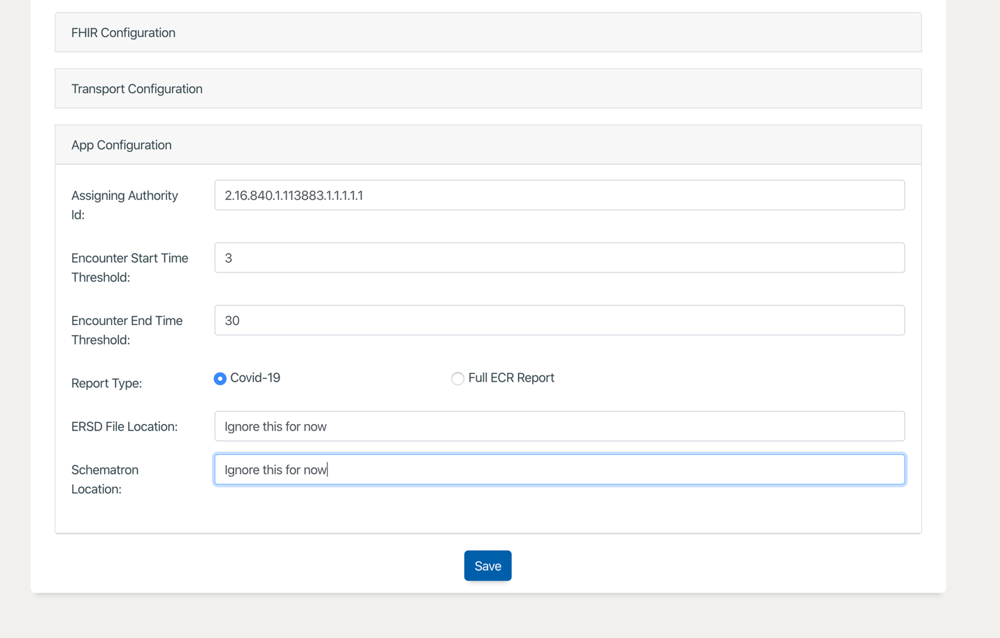 FHIR Configuration
Transport Configuration
App Configuration
Assigning Authority
Id:
2.16.840.1.113883.1.1.1.1.1
Encounter Start Time
Threshold:
3
Encounter End Time
Threshold:
30
Report Type:
Covid-19
Full ECR Report
ERSD File Location:
Ignore this for now
Schematron
Location:
Ignore this for now
Save